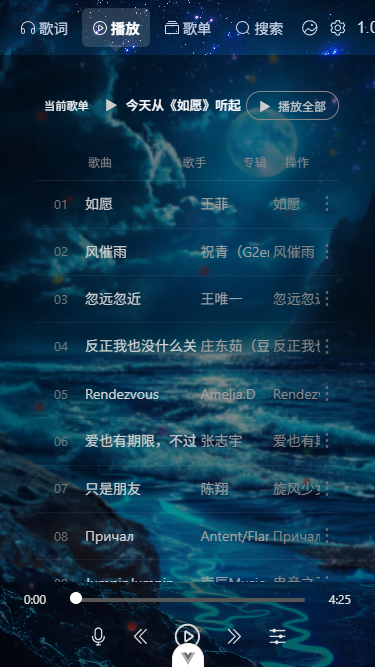 歌词 播放 歌单 搜索 1.0
当前歌单 今天从《如愿》听起 播放全部
歌曲 歌手 专辑 操作
01 如愿 王菲 如愿
02 风催雨 祝青（G2er 风催雨
03 忽远忽近 王唯一 忽远忽近
04 反正我也没什么关 庄东茹（豆 反正我也
05 Rendezvous Amelia.D Rendezv
06 爱也有期限，不过 张志宇 爱也有期
07 只是朋友 陈翔 旋风少女
08 Причал Antent/Flar Причал
0:00 4:25